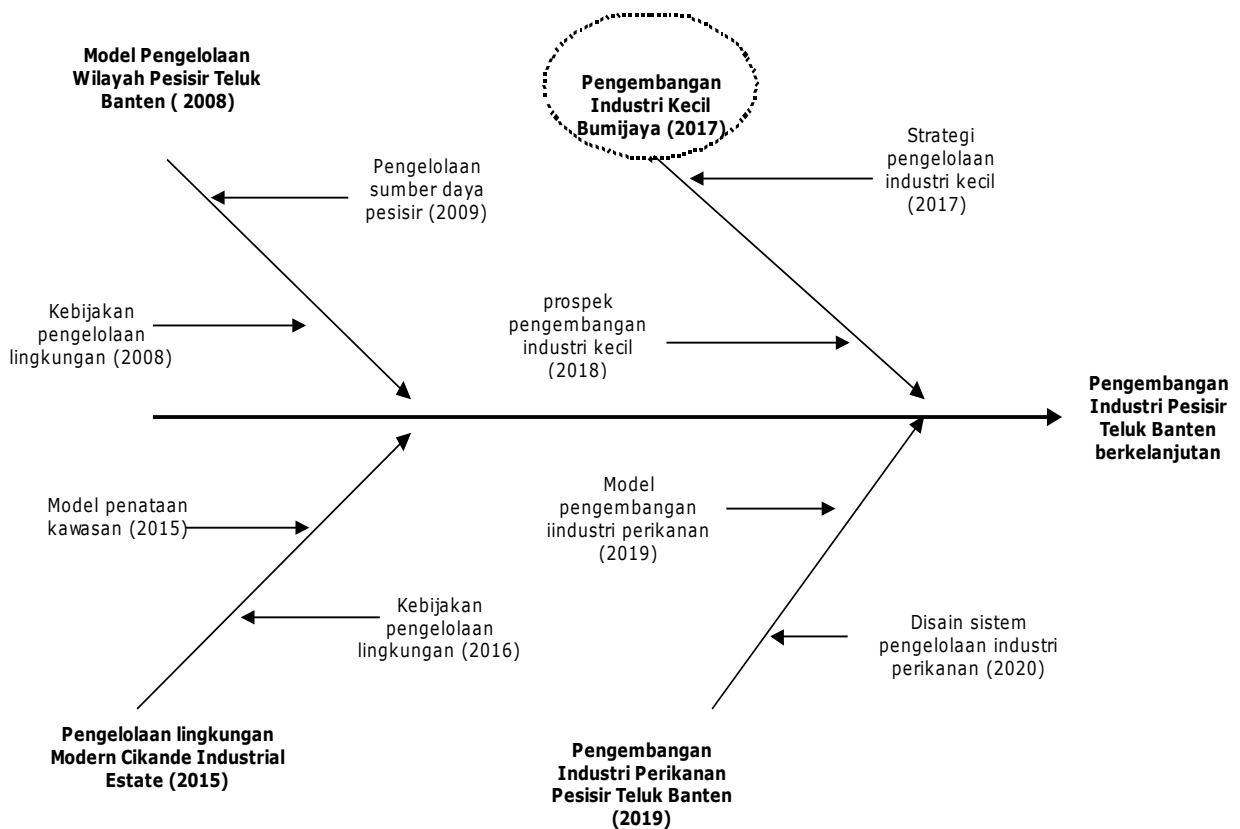 Model Pengelolaan
Wilayah Pesisir Teluk
Banten ( 2008)
Pengembangan
Industri Kecil
Bumijaya (2017)
Pengelolaan
sumber daya
pesisir (2009)
Strategi
pengelolaan
industri kecil
(2017)
Kebijakan
pengelolaan
lingkungan (2008)
prospek
pengembangan
industri kecil
(2018)
Pengembangan
Industri Pesisir
Teluk Banten
berkelanjutan
Model penataan
kawasan (2015)
Model
pengembangan
iindustri perikanan
(2019)
Kebijakan
pengelolaan
lingkungan (2016)
Disain sistem
pengelolaan industri
perikanan (2020)
Pengelolaan lingkungan
Modern Cikande Industrial
Estate (2015)
Pengembangan
Industri Perikanan
Pesisir Teluk Banten
(2019)